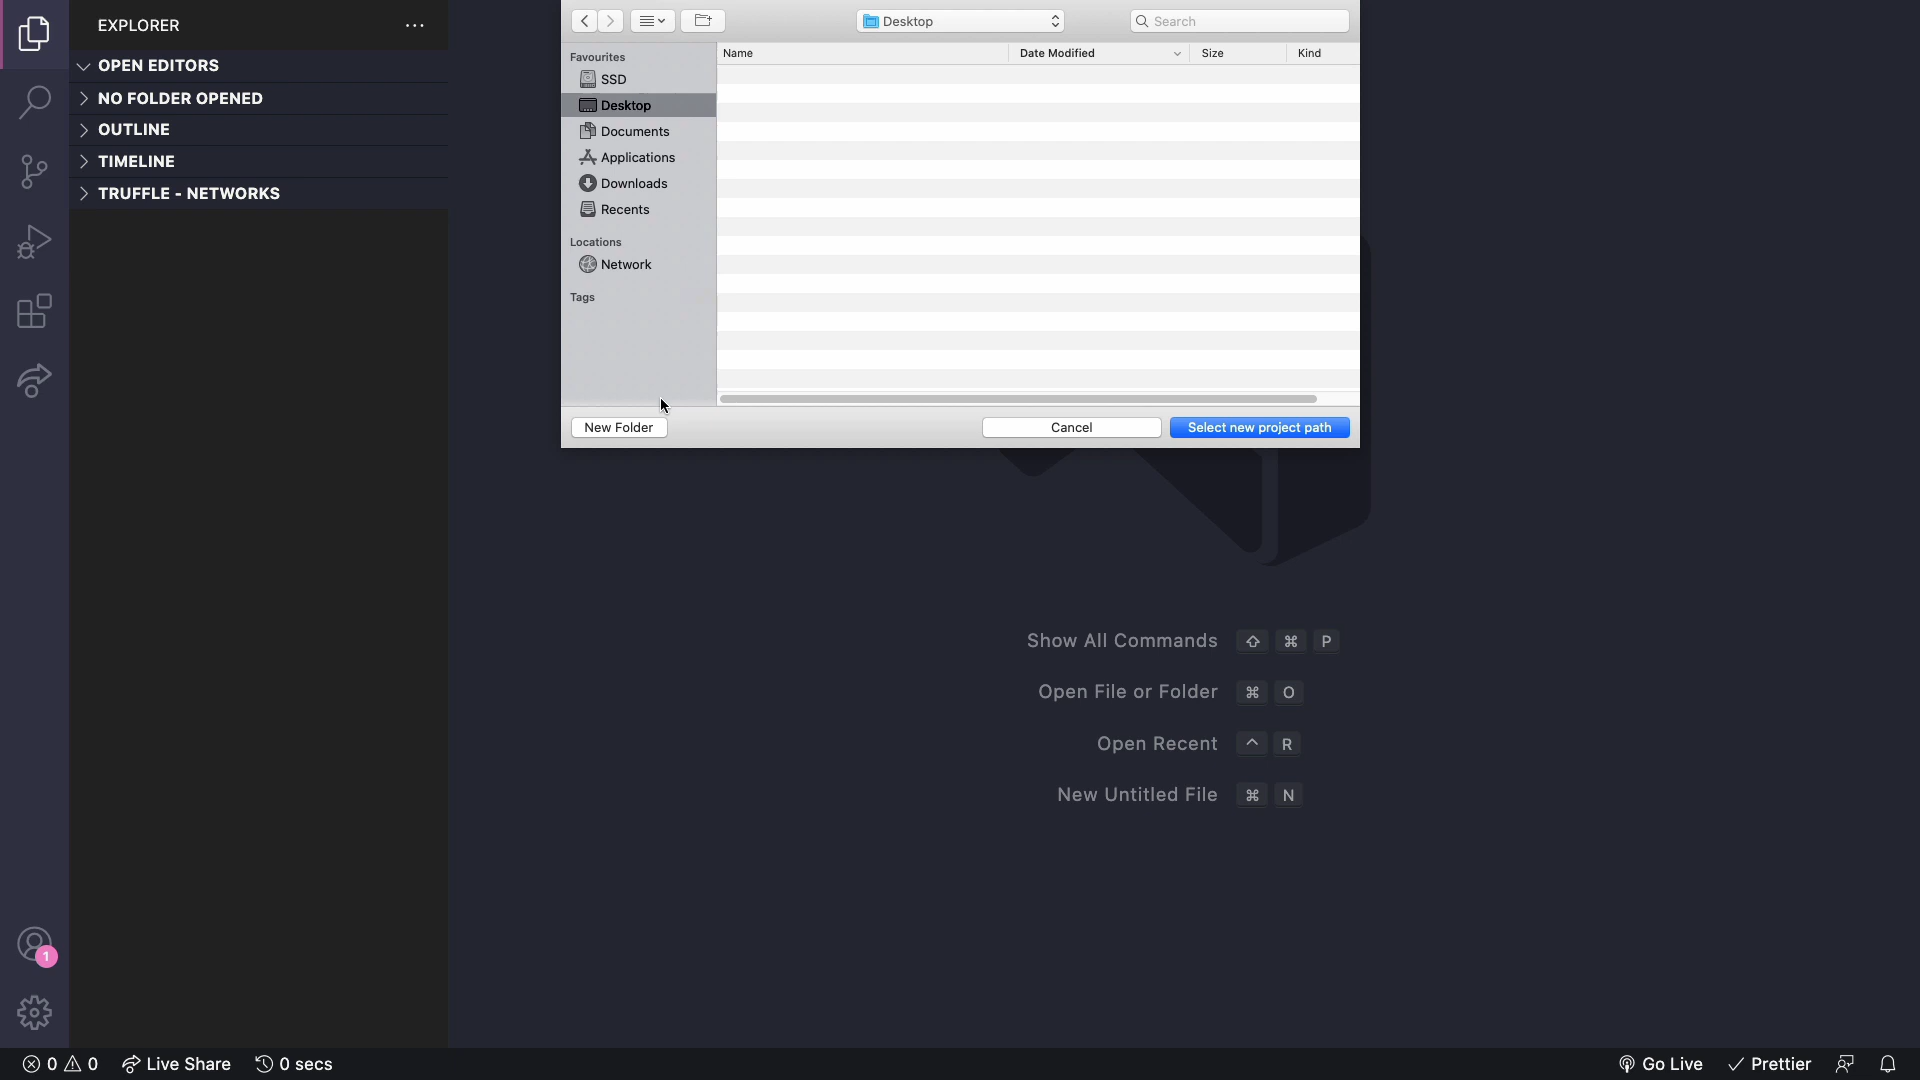 EXPLORER
OPEN EDITORS
NO FOLDER OPENED
OUTLINE
TIMELINE
TRUFFLE - NETWORKS
Desktop
Search
Favourites
SSD
Desktop
Documents
Applications
Downloads
Recents
Locations
Network
Tags
Name Date Modified Size Kind
New Folder Cancel Select new project path
Show All Commands ⇧ ⌘ P
Open File or Folder ⌘ O
Open Recent ^ R
New Untitled File ⌘ N
1
0 0 Live Share 0 secs Go Live Prettier